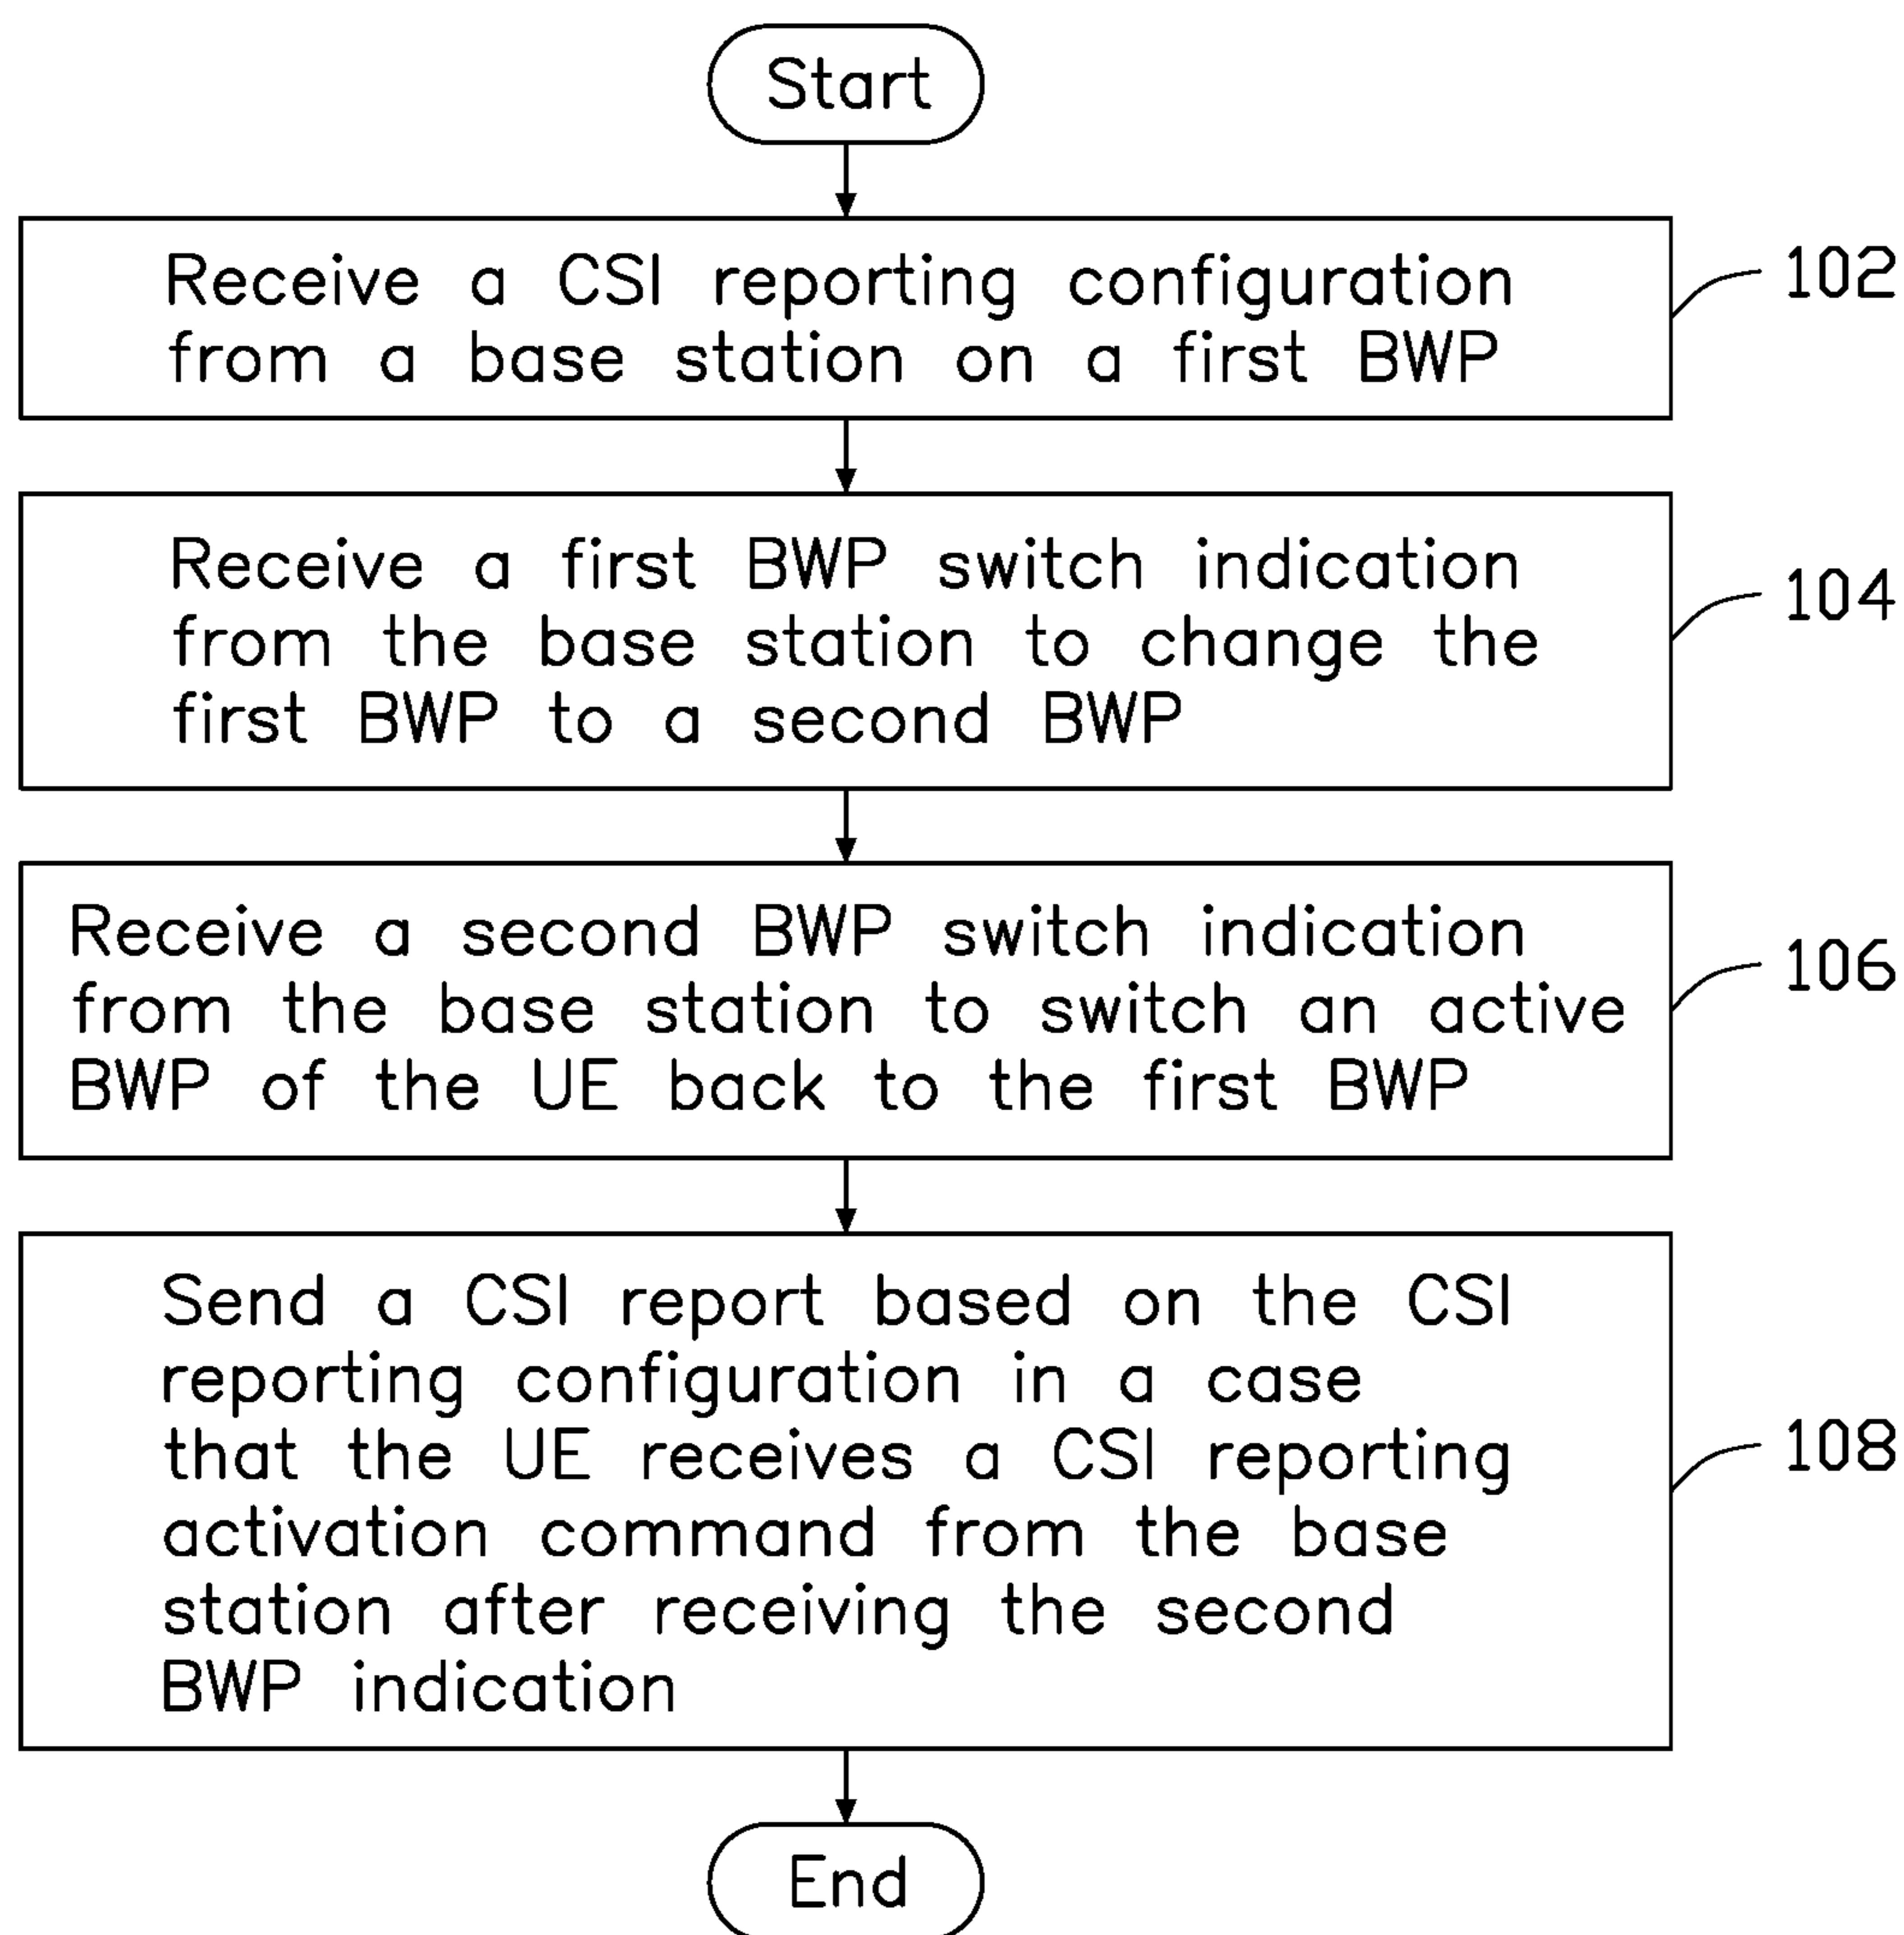 Start
Receive a CSI reporting configuration
from a base station on a first BWP
102
Receive a first BWP switch indication
from the base station to change the
first BWP to a second BWP
104
Receive a second BWP switch indication
from the base station to switch an active
BWP of the UE back to the first BWP
106
Send a CSI report based on the CSI
reporting configuration in a case
that the UE receives a CSI reporting
activation command from the base
station after receiving the second
BWP indication
108
End